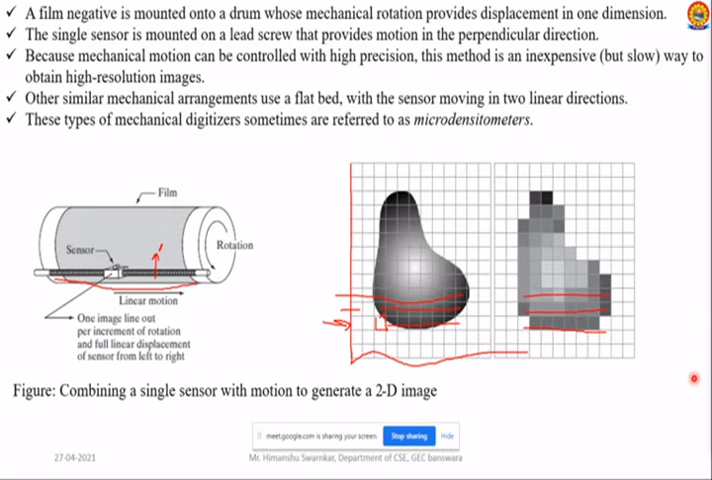 ✓ A film negative is mounted onto a drum whose mechanical rotation provides displacement in one dimension.
✓ The single sensor is mounted on a lead screw that provides motion in the perpendicular direction.
✓ Because mechanical motion can be controlled with high precision, this method is an inexpensive (but slow) way to
obtain high-resolution images.
✓ Other similar mechanical arrangements use a flat bed, with the sensor moving in two linear directions.
✓ These types of mechanical digitizers sometimes are referred to as microdensitometers.
Film
Sensor
Rotation
Linear motion
One image line out
per increment of rotation
and full linear displacement
of sensor from left to right
Figure: Combining a single sensor with motion to generate a 2-D image
meet.google.com is sharing your screen. Stop sharing Hide
27-04-2021 Mr. Himanshu Swarnkar, Department of CSE, GEC banswara